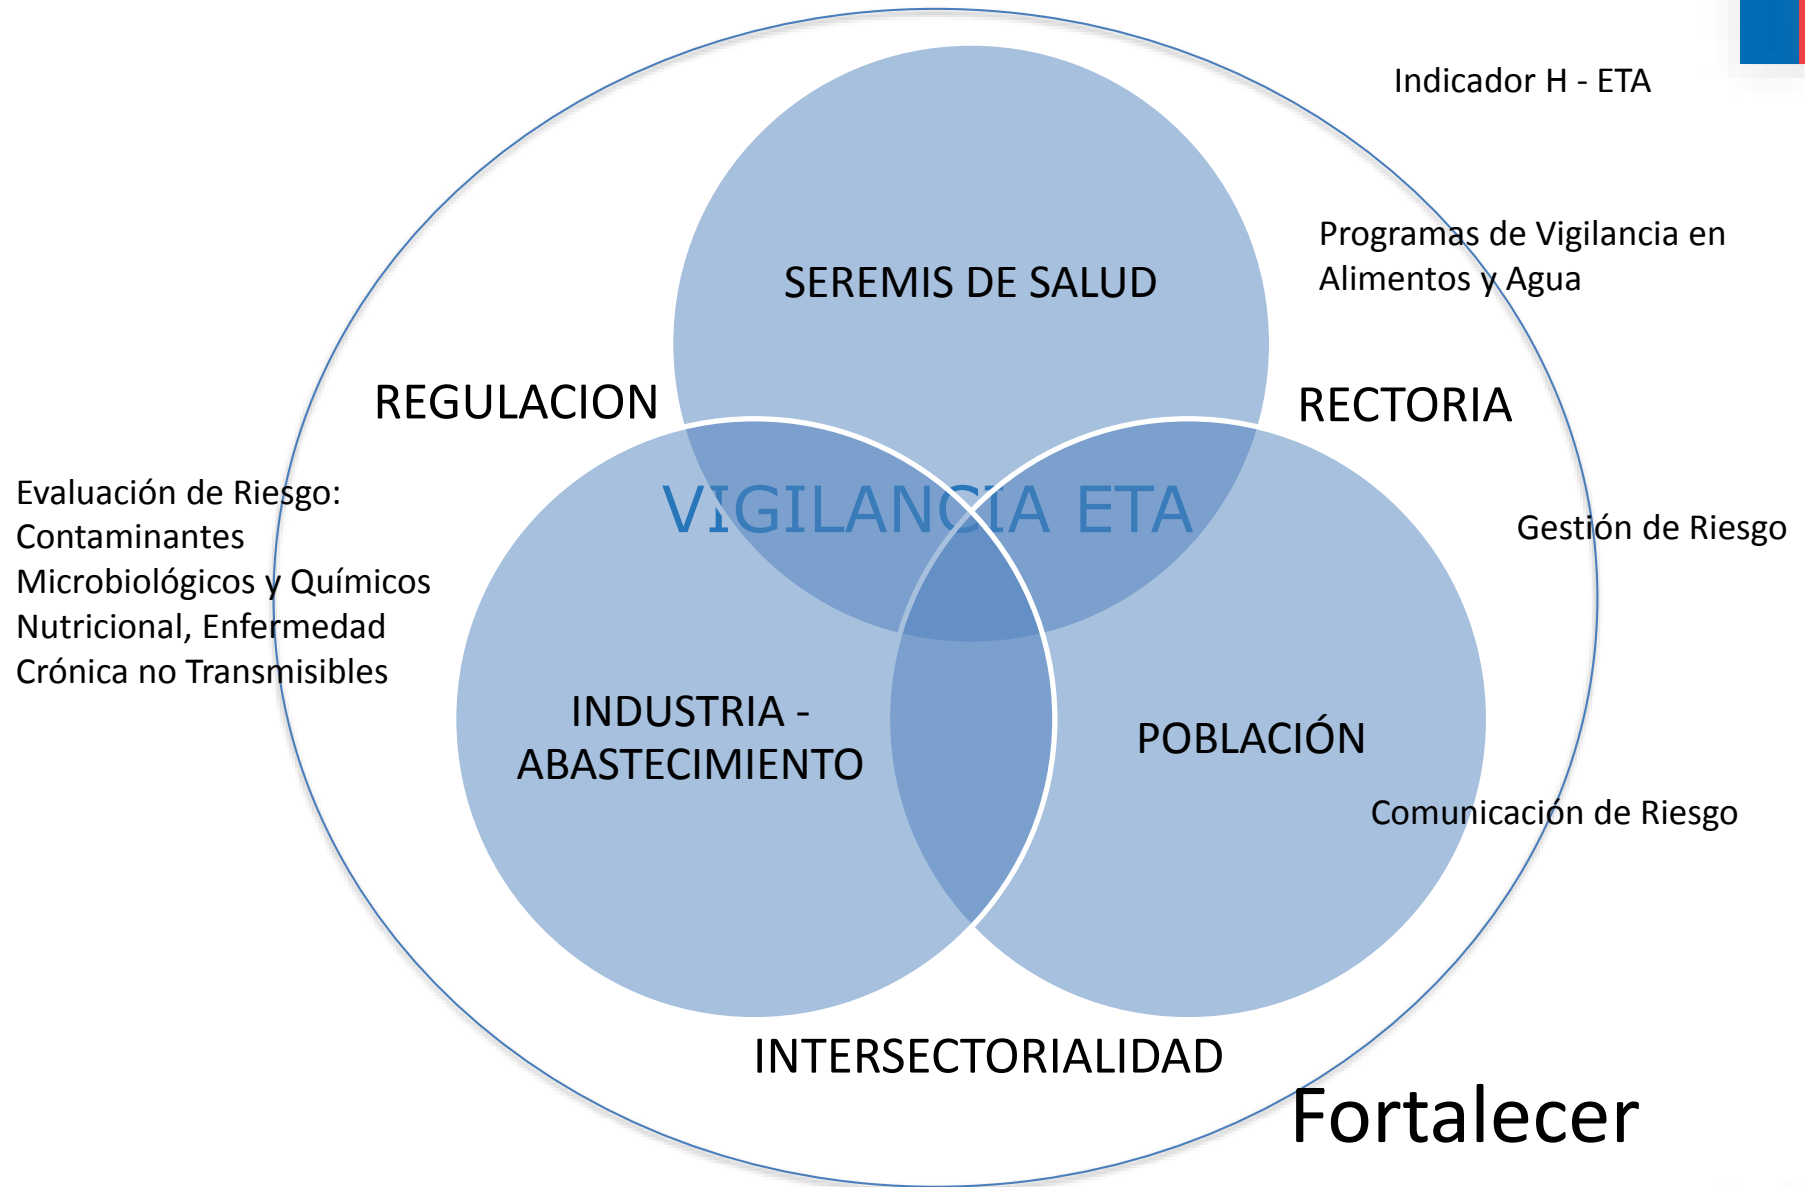 Indicador H - ETA
Programas de Vigilancia en
Alimentos y Agua
SEREMIS DE SALUD
REGULACION
RECTORIA
VIGILANCIA ETA
Evaluación de Riesgo:
Contaminantes
Microbiológicos y Químicos
Nutricional, Enfermedad
Crónica no Transmisibles
Gestión de Riesgo
INDUSTRIA -
ABASTECIMIENTO
POBLACIÓN
Comunicación de Riesgo
INTERSECTORIALIDAD
Fortalecer